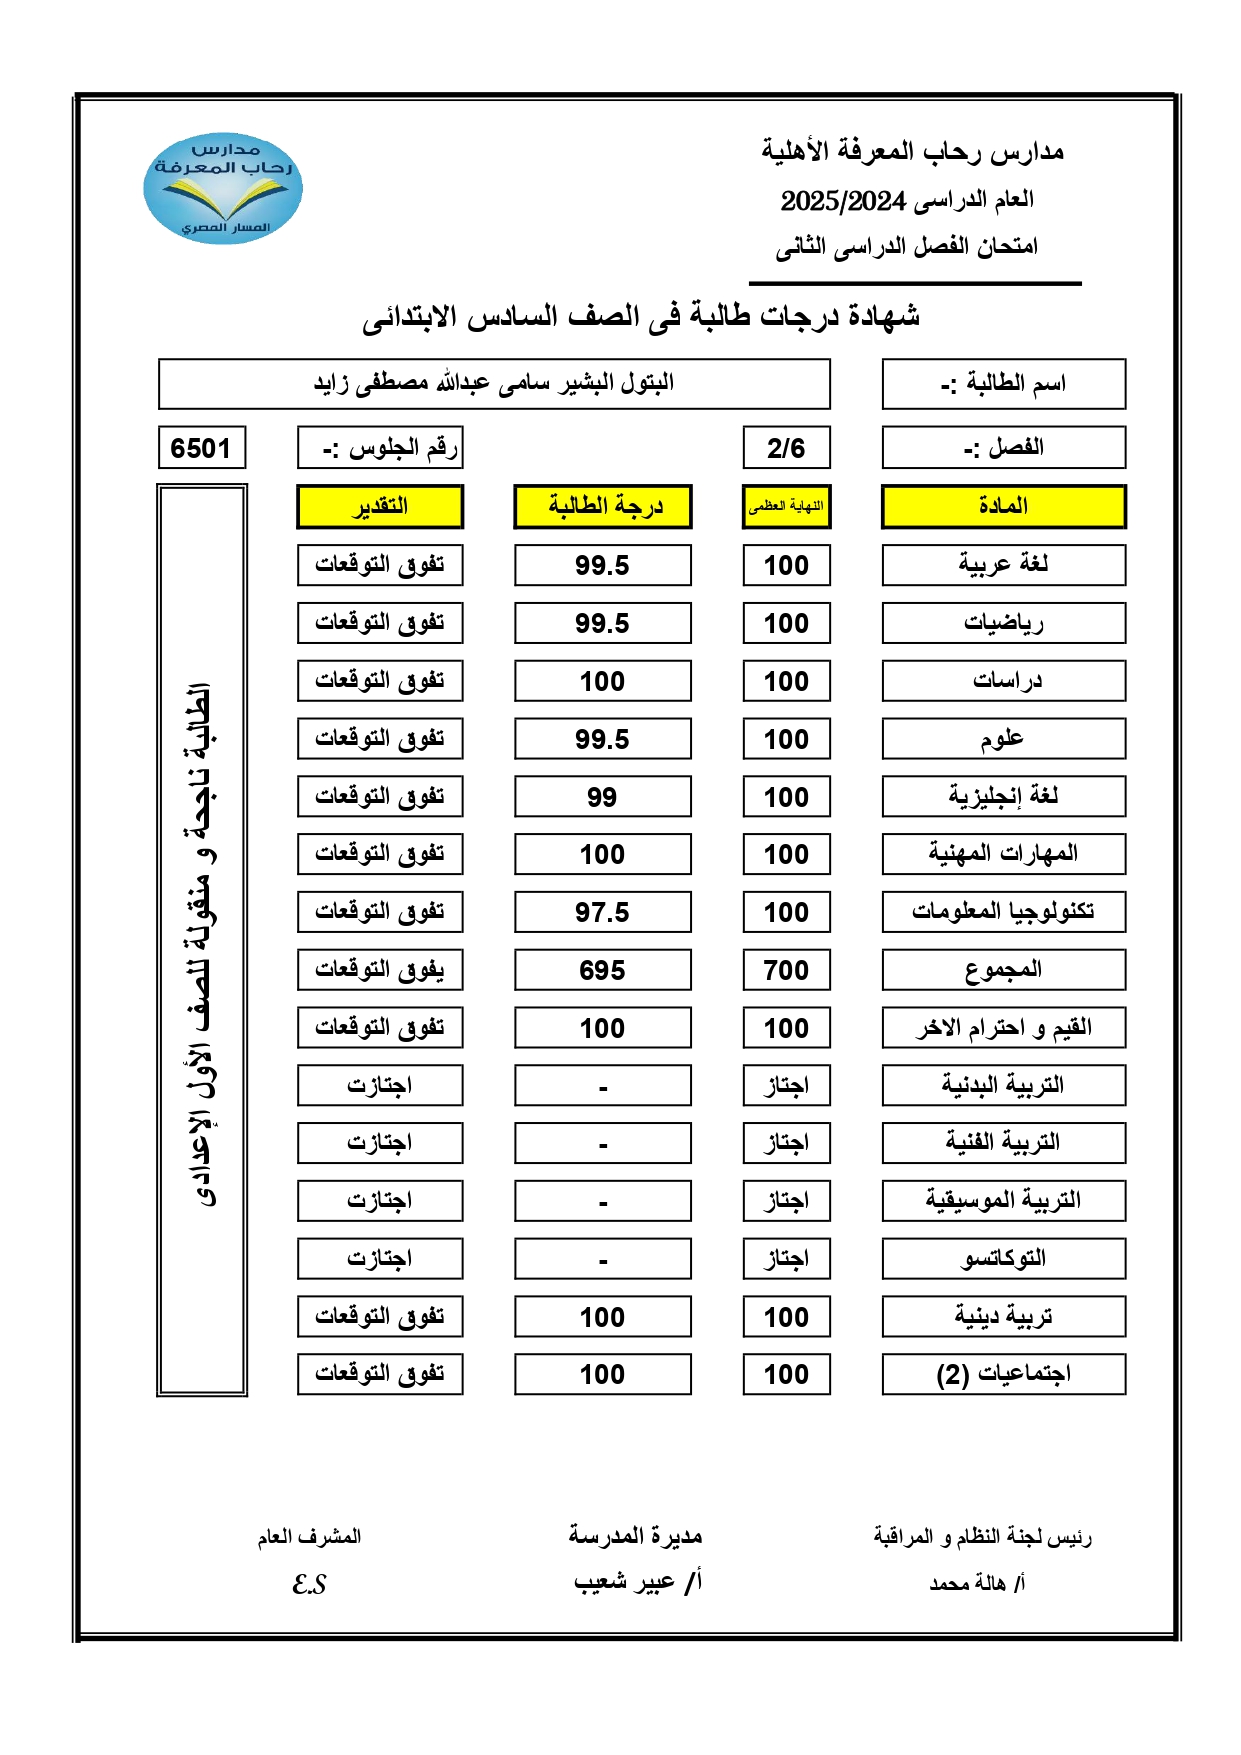 مدارس رحاب المعرفة الأهلية
العام الدراسى 2025/2024
امتحان الفصل الدراسى الثانى
مدارس
رحاب المعرفة
المسار المصري
شهادة درجات طالبة فى الصف السادس الابتدائى
اسم الطالبة :- البتول البشير سامى عبدالله مصطفى زايد
الفصل :- 2/6 رقم الجلوس :- 6501
المادة النهاية العظمى درجة الطالبة التقدير
لغة عربية 100 99.5 تفوق التوقعات
رياضيات 100 99.5 تفوق التوقعات
دراسات 100 100 تفوق التوقعات
علوم 100 99.5 تفوق التوقعات
لغة إنجليزية 100 99 تفوق التوقعات
المهارات المهنية 100 100 تفوق التوقعات
تكنولوجيا المعلومات 100 97.5 تفوق التوقعات
المجموع 700 695 يفوق التوقعات
القيم و احترام الاخر 100 100 تفوق التوقعات
التربية البدنية اجتاز - اجتازت
التربية الفنية اجتاز - اجتازت
التربية الموسيقية اجتاز - اجتازت
التوكاتسو اجتاز - اجتازت
تربية دينية 100 100 تفوق التوقعات
اجتماعيات (2) 100 100 تفوق التوقعات
الطالبة ناجحة و منقولة للصف الأول الإعدادى
رئيس لجنة النظام و المراقبة مديرة المدرسة المشرف العام
أ/ هالة محمد أ/ عبير شعيب E.S